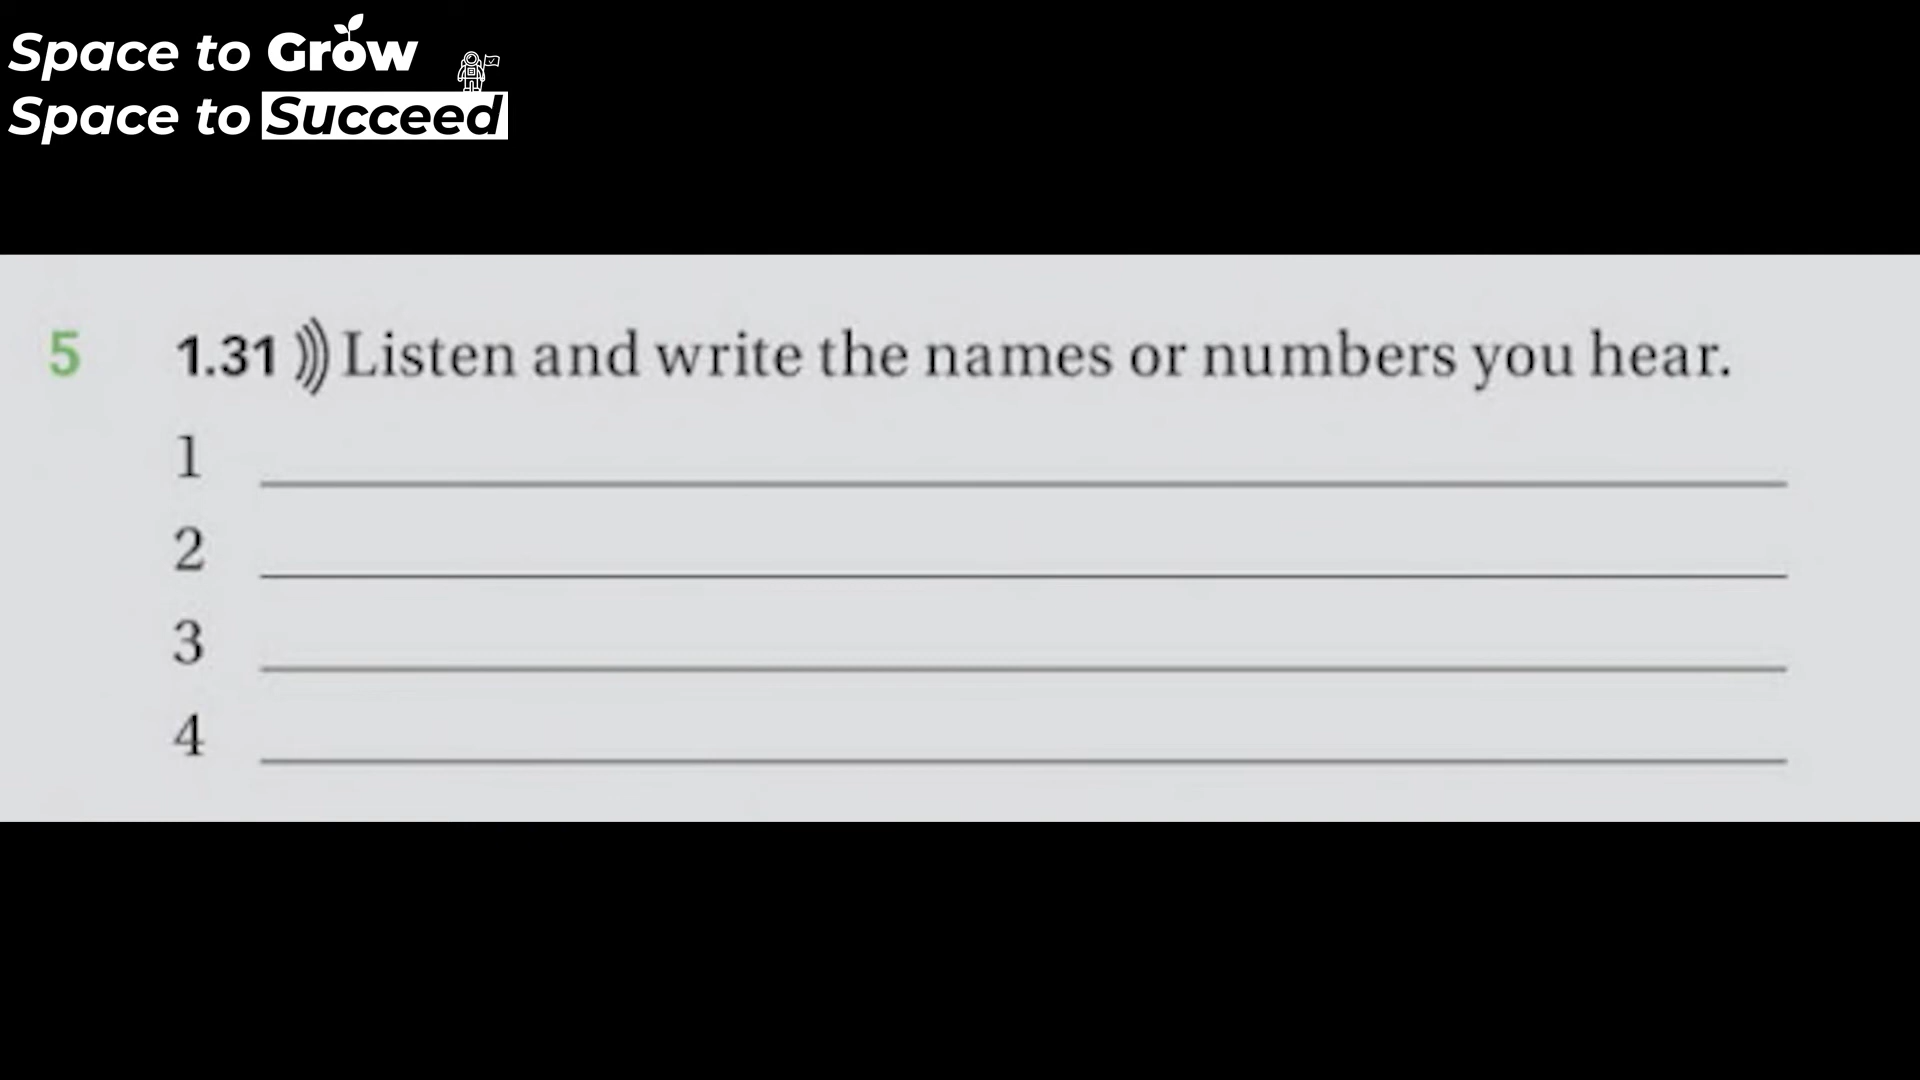 Space to Grow
Space to Succeed
5 1.31 Listen and write the names or numbers you hear.
1
2
3
4